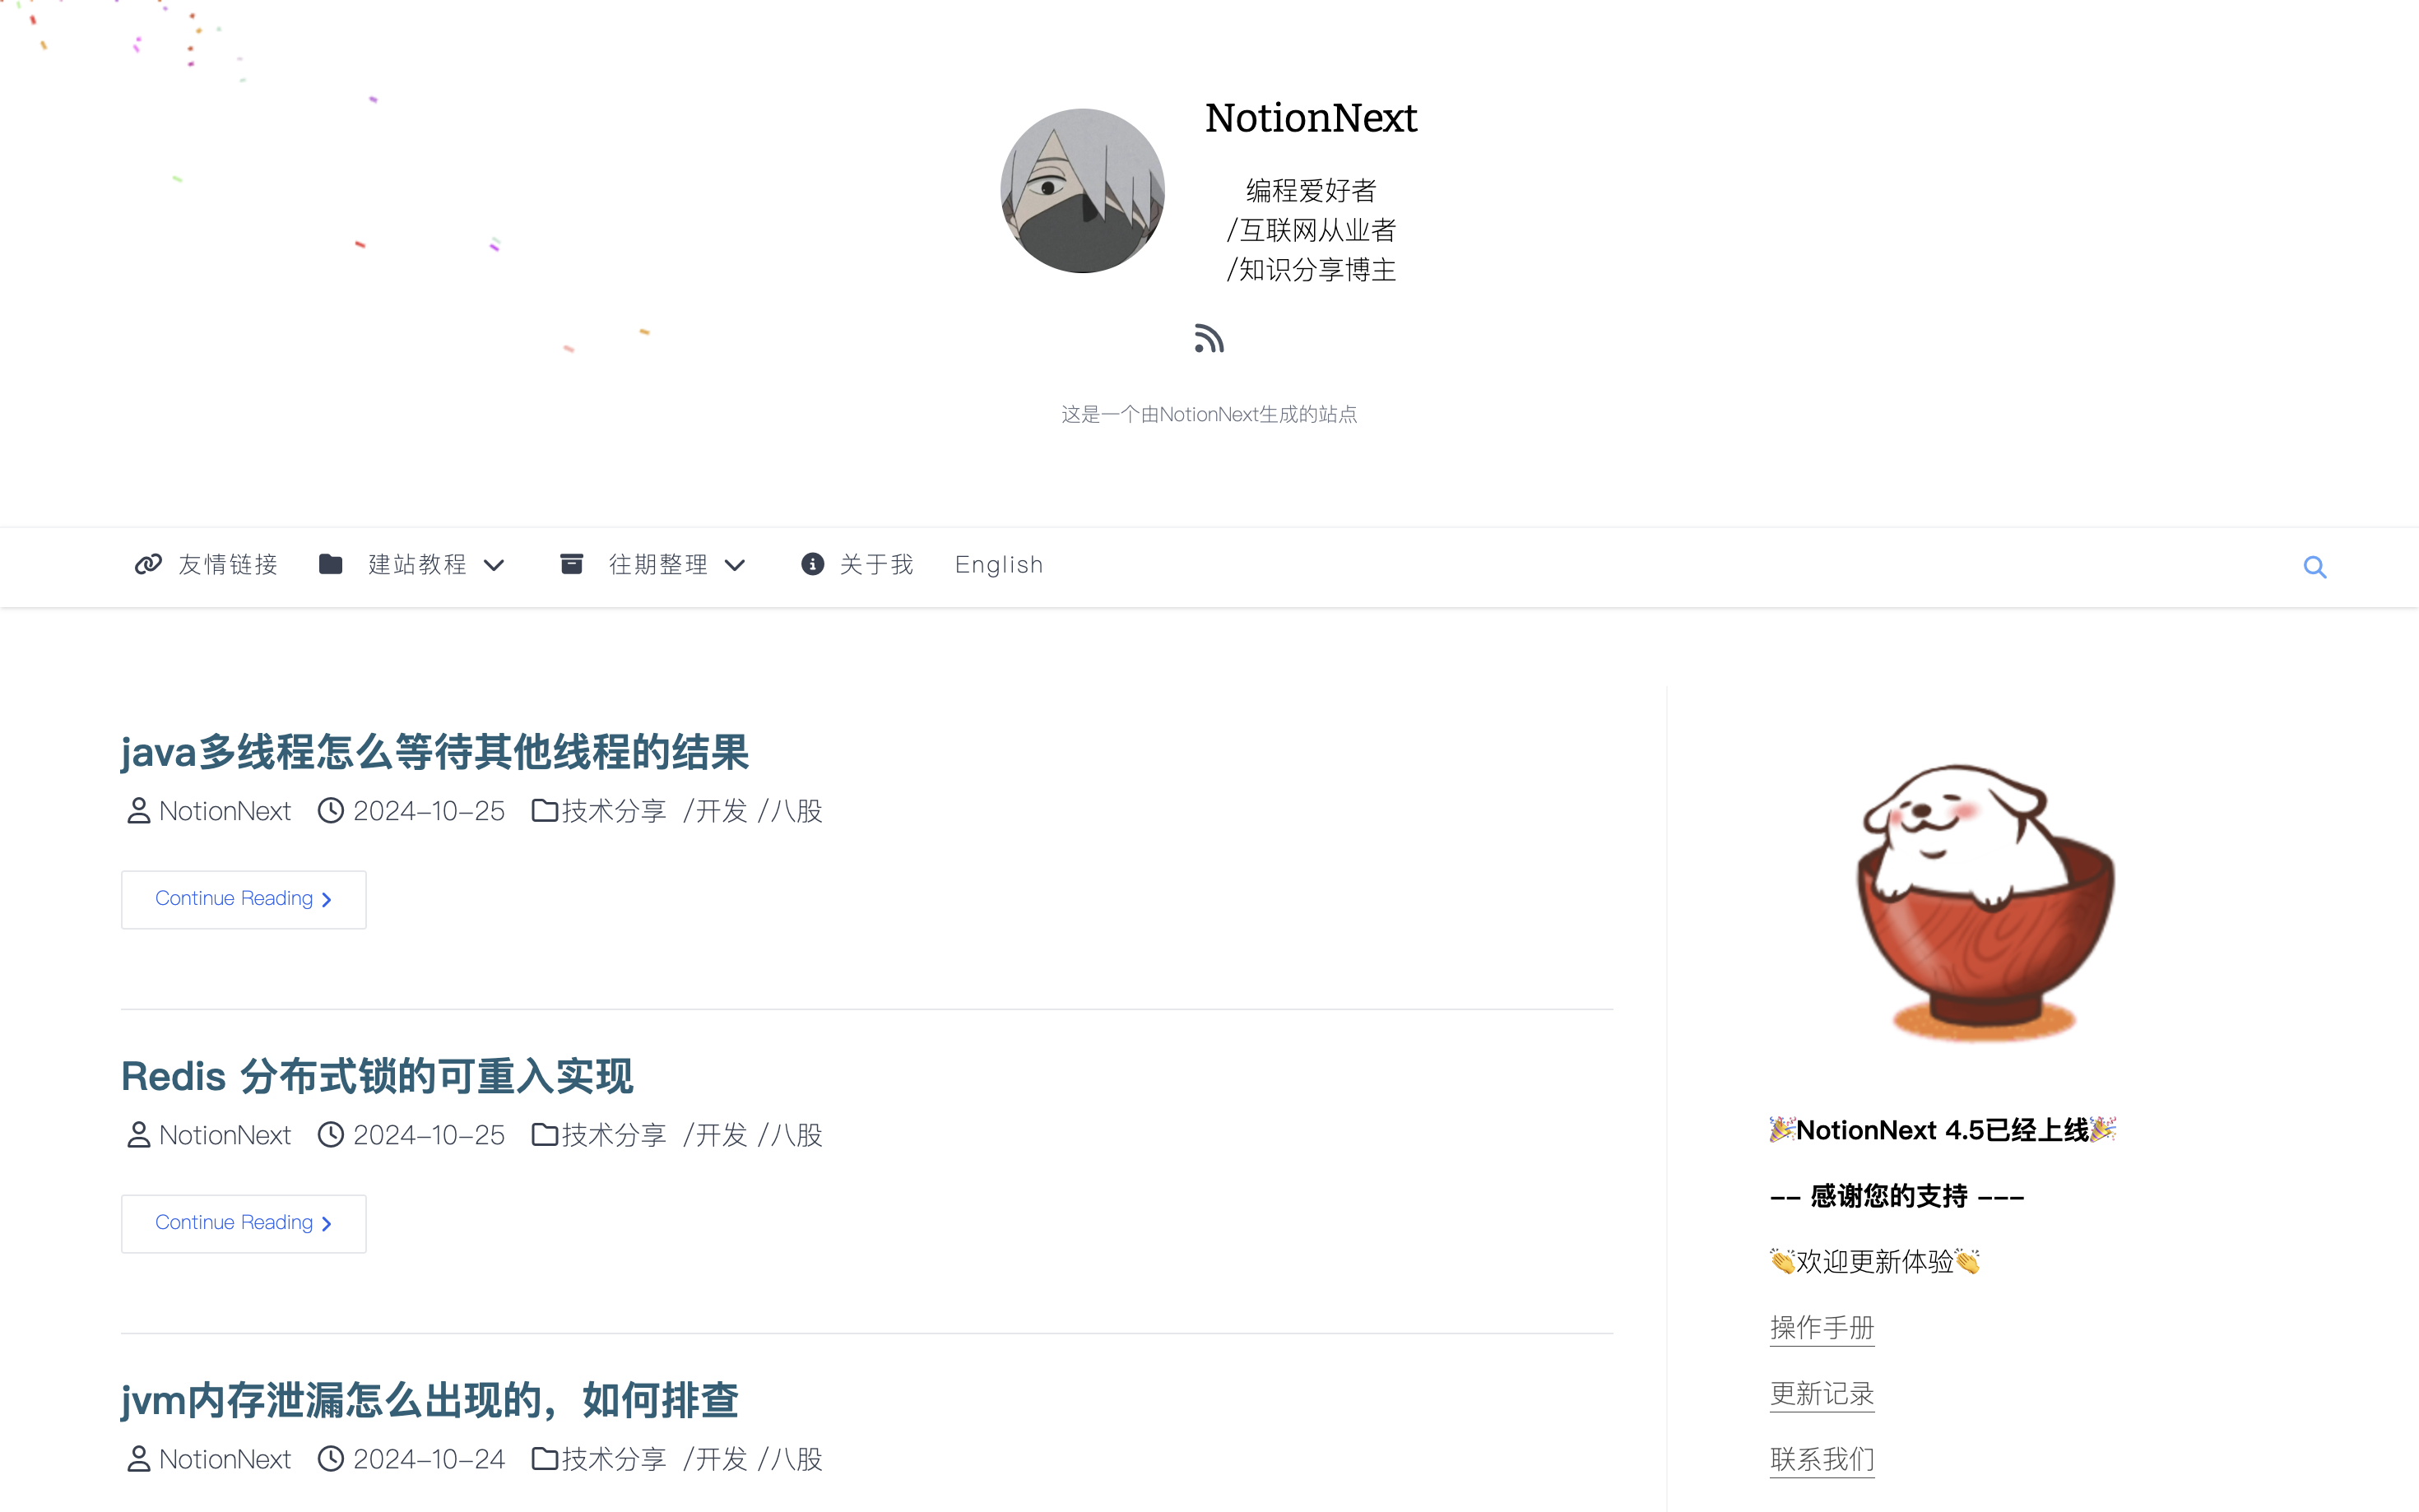 NotionNext
编程爱好者
/互联网从业者
/知识分享博主
这是一个由NotionNext生成的站点
友情链接 建站教程 往期整理 关于我 English
java多线程怎么等待其他线程的结果
NotionNext 2024-10-25 技术分享 /开发 /八股
Continue Reading
Redis 分布式锁的可重入实现
NotionNext 2024-10-25 技术分享 /开发 /八股
Continue Reading
jvm内存泄漏怎么出现的，如何排查
NotionNext 2024-10-24 技术分享 /开发 /八股
🎉NotionNext 4.5已经上线🎉
-- 感谢您的支持 ---
👏欢迎更新体验👏
操作手册
更新记录
联系我们